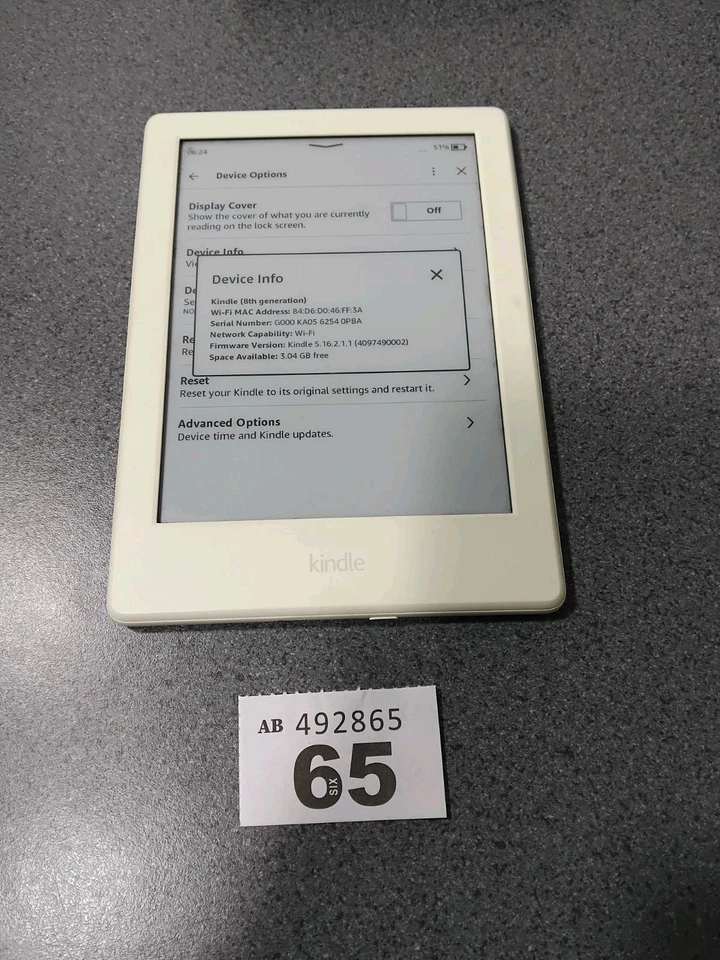 06:24
51%
Device Options
Display Cover
Show the cover of what you are currently
reading on the lock screen.
Off
Device Info
Device Info
Kindle (8th generation)
Wi-Fi MAC Address: 84:D6:D0:46:FF:3A
Serial Number: G000 KA05 6254 0PBA
Network Capability: Wi-Fi
Firmware Version: Kindle 5.16.2.1.1 (4097490002)
Space Available: 3.04 GB free
Reset
Reset your Kindle to its original settings and restart it.
Advanced Options
Device time and Kindle updates.
kindle
AB 492865
65
SIX